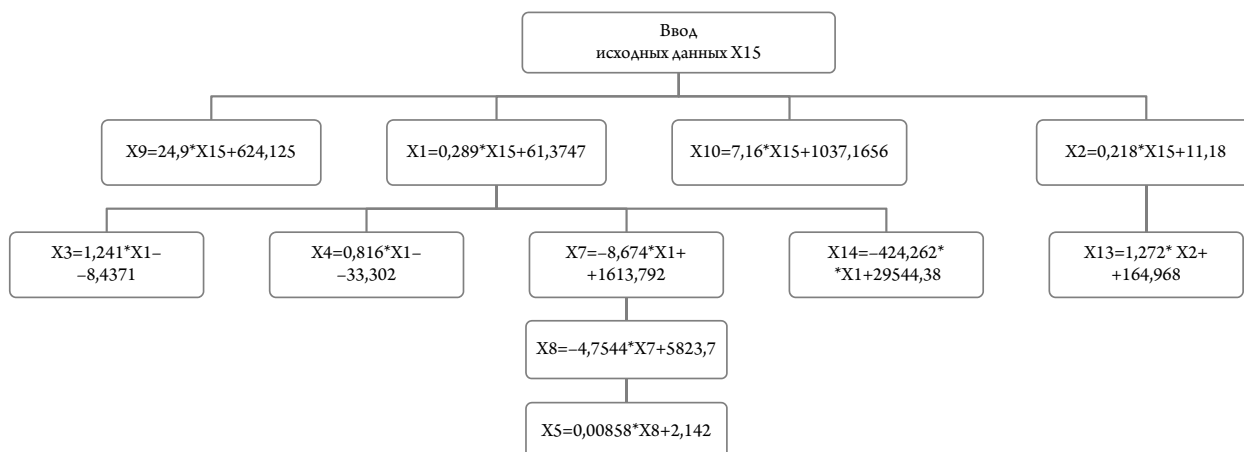 Ввод
исходных данных X15
X9=24,9*X15+624,125
X1=0,289*X15+61,3747
X10=7,16*X15+1037,1656
X2=0,218*X15+11,18
X3=1,241*X1–
–8,4371
X4=0,816*X1–
–33,302
X7=–8,674*X1+
+1613,792
X14=–424,262*
*X1+29544,38
X13=1,272* X2+
+164,968
X8=–4,7544*X7+5823,7
X5=0,00858*X8+2,142